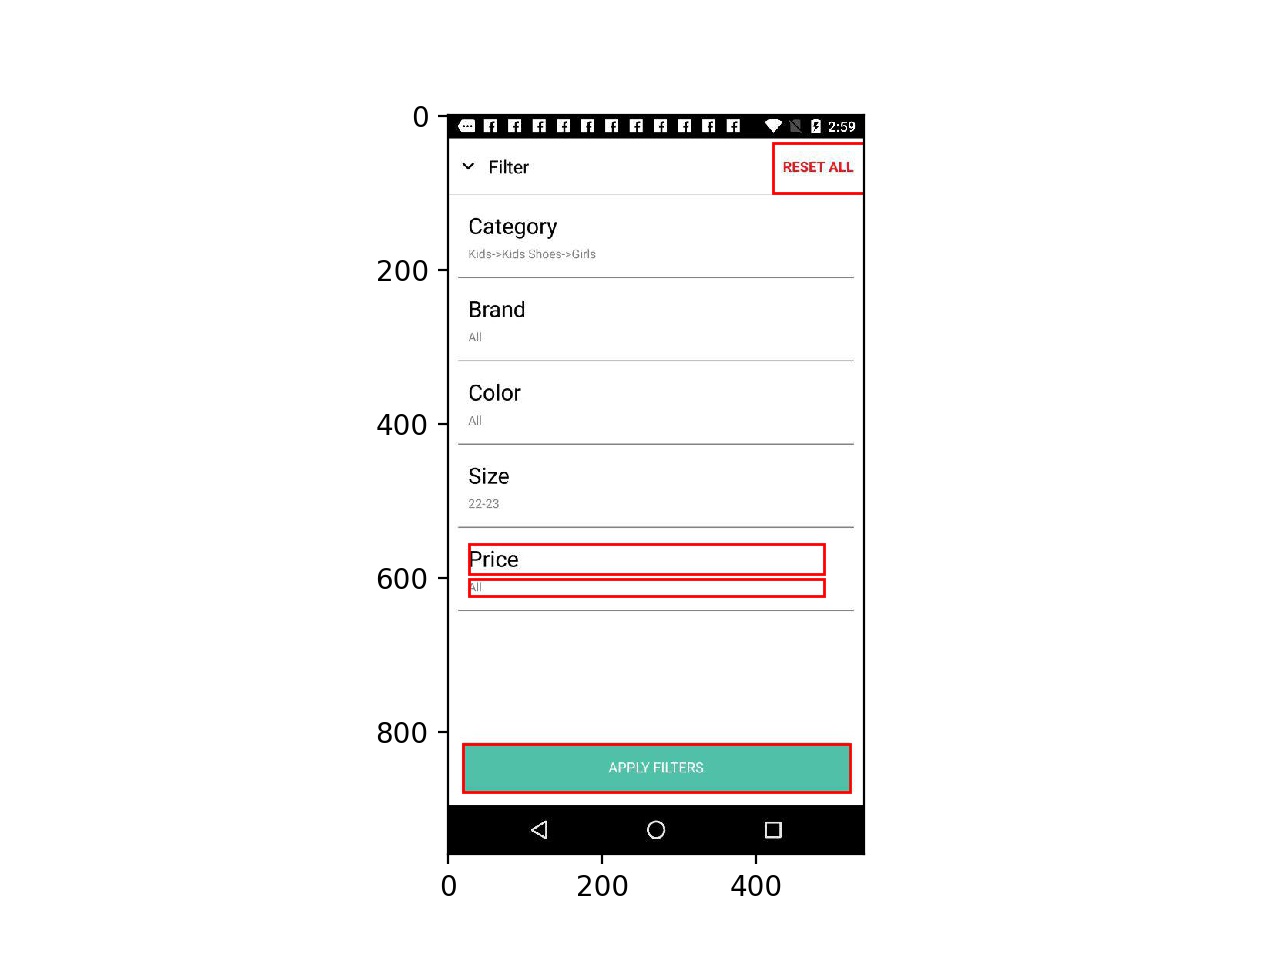 0
200
400
600
800
2:59
Filter
RESET ALL
Category
Kids->Kids Shoes->Girls
Brand
All
Color
All
Size
22-23
Price
All
APPLY FILTERS
0
200
400